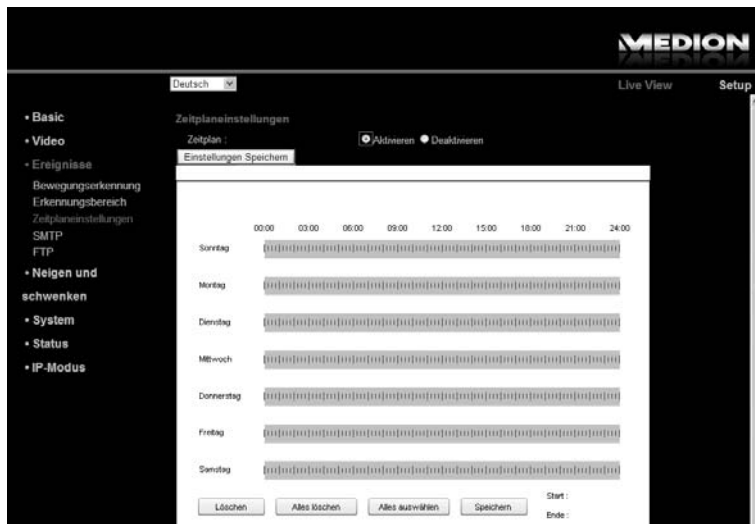 MEDION
Deutsch
Live View Setup
• Basic
• Video
• Ereignisse
Bewegungserkennung
Erkennungsbereich
Zeitplaneinstellungen
SMTP
FTP
• Neigen und
schwenken
• System
• Status
• IP-Modus
Zeitplaneinstellungen
Zeitplan : Aktivieren Deaktivieren
Einstellungen Speichern
00:00 03:00 06:00 09:00 12:00 15:00 18:00 21:00 24:00
Sonntag
Montag
Dienstag
Mittwoch
Donnerstag
Freitag
Samstag
Löschen Alles löschen Alles auswählen Speichern
Start :
Ende :